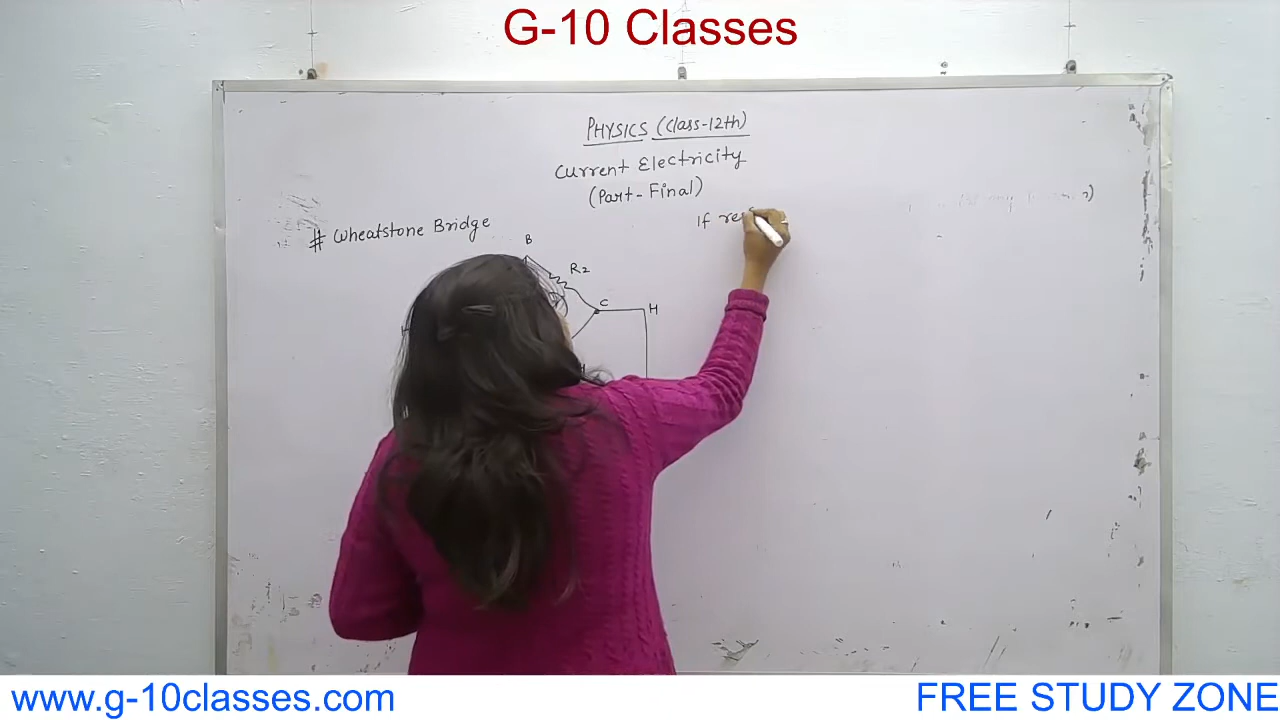 G-10 Classes
PHYSICS (Class-12th)
Current Electricity
(Part-Final)
# Wheatstone Bridge
If
B
R2
C
H
www.g-10classes.com
FREE STUDY ZONE